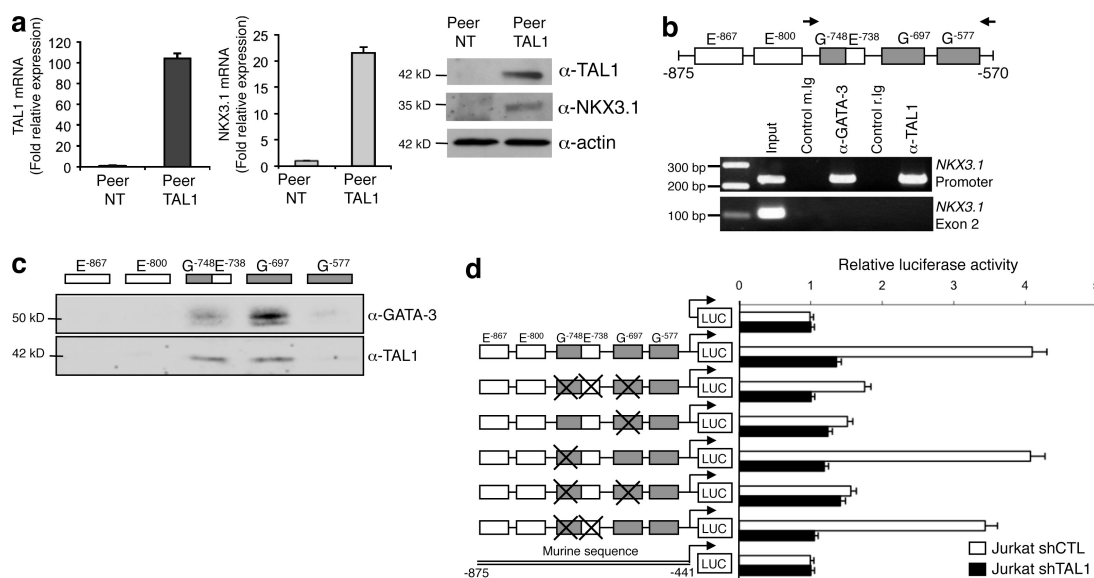 a
TAL1 mRNA
(Fold relative expression)
120
100
80
60
40
20
0
Peer
NT
Peer
TAL1
NKX3.1 mRNA
(Fold relative expression)
25
20
15
10
5
0
Peer
NT
Peer
TAL1
Peer
NT
Peer
TAL1
42 kD
α-TAL1
35 kD
α-NKX3.1
42 kD
α-actin
b
E-867
E-800
G-748
E-738
G-697
G-577
-875
-570
Input
Control m.Ig
α-GATA-3
Control r.Ig
α-TAL1
300 bp
200 bp
NKX3.1
Promoter
100 bp
NKX3.1
Exon 2
c
E-867
E-800
G-748
E-738
G-697
G-577
50 kD
α-GATA-3
42 kD
α-TAL1
d
Relative luciferase activity
0
1
2
3
4
5
LUC
E-867
E-800
G-748
E-738
G-697
G-577
LUC
LUC
LUC
LUC
LUC
LUC
Murine sequence
-875
-441
LUC
Jurkat shCTL
Jurkat shTAL1